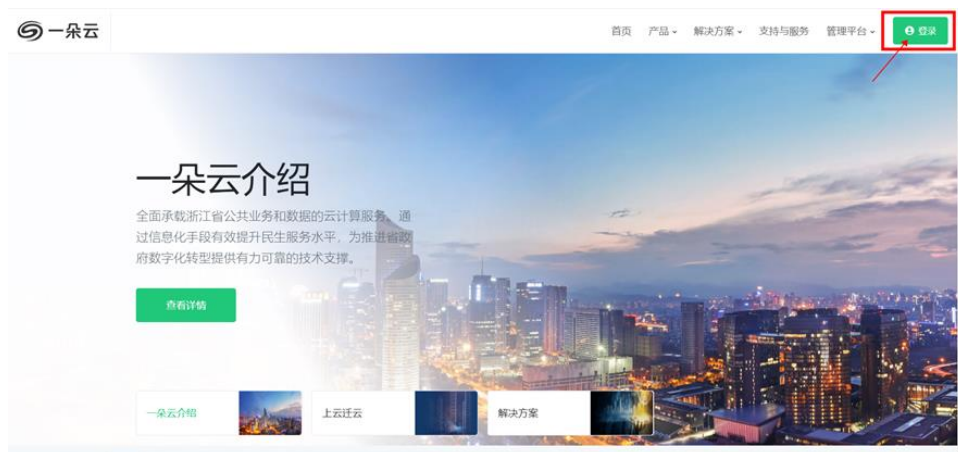 一朵云
首页 产品 解决方案 支持与服务 管理平台 登录
一朵云介绍
全面承载浙江省公共业务和数据的云计算服务。通
过信息化手段有效提升民生服务水平，为推进省政
府数字化转型提供有力可靠的技术支撑。
查看详情
一朵云介绍 上云迁云 解决方案